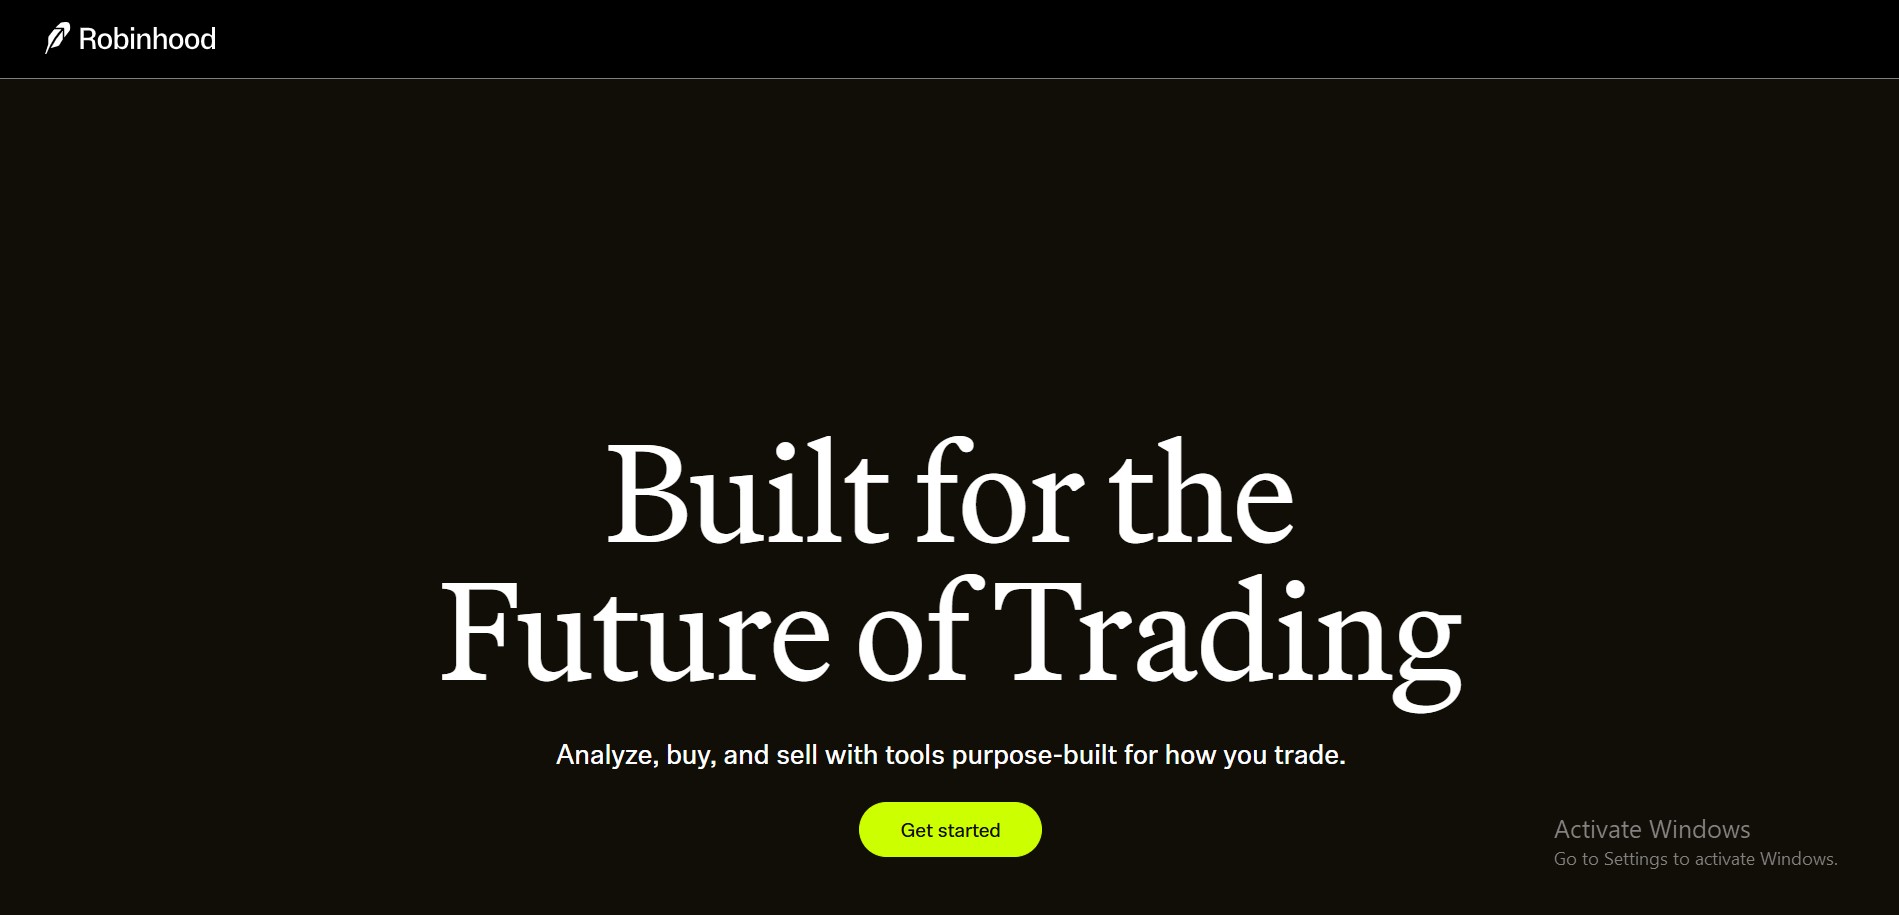 Robinhood
Built for the
Future of Trading
Analyze, buy, and sell with tools purpose-built for how you trade.
Get started
Activate Windows
Go to Settings to activate Windows.